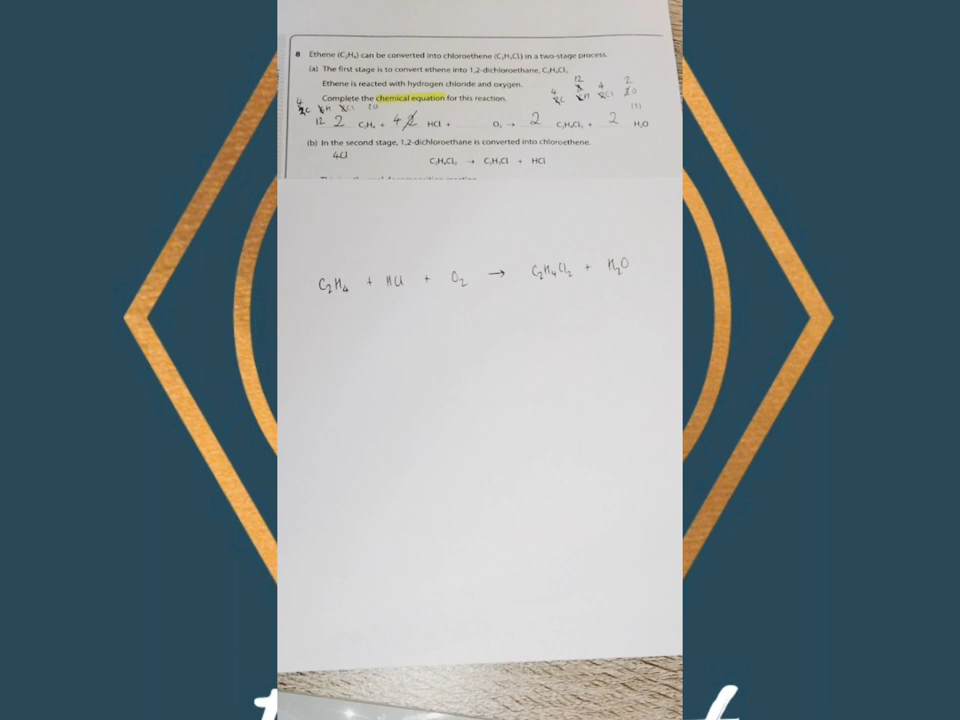 8 Ethene (C₂H₄) can be converted into chloroethene (C₂H₃Cl) in a two-stage process.
(a) The first stage is to convert ethene into 1,2-dichloroethane, C₂H₄Cl₂
Ethene is reacted with hydrogen chloride and oxygen.
Complete the chemical equation for this reaction.
(1)
2 C₂H₄ + 4 HCl + O₂ → 2 C₂H₄Cl₂ + 2 H₂O
(b) In the second stage, 1,2-dichloroethane is converted into chloroethene.
4Cl
C₂H₄Cl₂ → C₂H₃Cl + HCl
C₂H₄ + HCl + O₂ → C₂H₄Cl₂ + H₂O